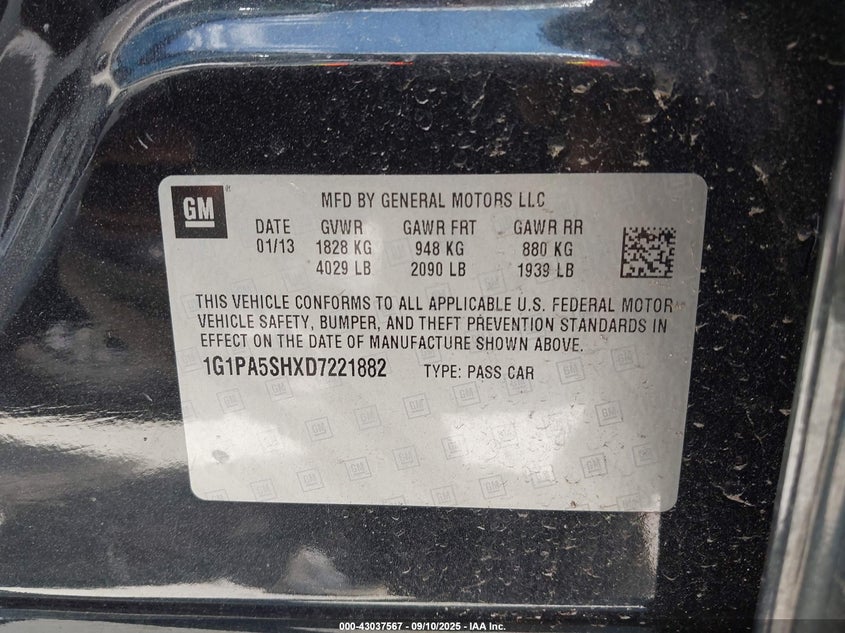 GM
MFD BY GENERAL MOTORS LLC
DATE GVWR GAWR FRT GAWR RR
01/13 1828 KG 948 KG 880 KG
4029 LB 2090 LB 1939 LB
THIS VEHICLE CONFORMS TO ALL APPLICABLE U.S. FEDERAL MOTOR
VEHICLE SAFETY, BUMPER, AND THEFT PREVENTION STANDARDS IN
EFFECT ON THE DATE OF MANUFACTURE SHOWN ABOVE.
1G1PA5SHXD7221882 TYPE: PASS CAR
000-43037567 - 09/10/2025 - IAA Inc.